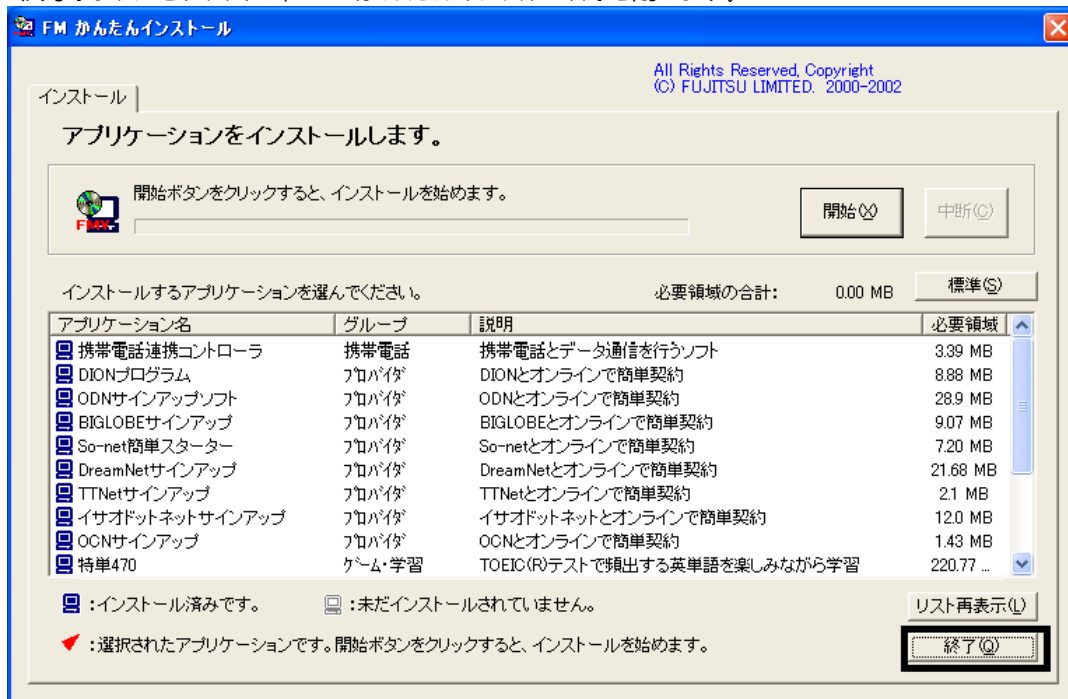 FM かんたんインストール
All Rights Reserved, Copyright
(C) FUJITSU LIMITED. 2000-2002
インストール
アプリケーションをインストールします。
開始ボタンをクリックすると、インストールを始めます。
FMV
開始(X) 中断(C)
インストールするアプリケーションを選んでください。 必要領域の合計: 0.00 MB 標準(S)
アプリケーション名 グループ 説明 必要領域
携帯電話連携コントローラ 携帯電話 携帯電話とデータ通信を行うソフト 3.39 MB
DIONプログラム プロバイダ DIONとオンラインで簡単契約 8.88 MB
ODNサインアップソフト プロバイダ ODNとオンラインで簡単契約 28.9 MB
BIGLOBEサインアップ プロバイダ BIGLOBEとオンラインで簡単契約 9.07 MB
So-net簡単スターター プロバイダ So-netとオンラインで簡単契約 7.20 MB
DreamNetサインアップ プロバイダ DreamNetとオンラインで簡単契約 21.68 MB
TTNetサインアップ プロバイダ TTNetとオンラインで簡単契約 2.1 MB
イサオドットネットサインアップ プロバイダ イサオドットネットとオンラインで簡単契約 12.0 MB
OCNサインアップ プロバイダ OCNとオンラインで簡単契約 1.43 MB
特単470 ゲーム・学習 TOEIC(R)テストで頻出する英単語を楽しみながら学習 220.77 ...
:インストール済みです。 :未だインストールされていません。 リスト再表示(L)
:選択されたアプリケーションです。開始ボタンをクリックすると、インストールを始めます。 終了(Q)